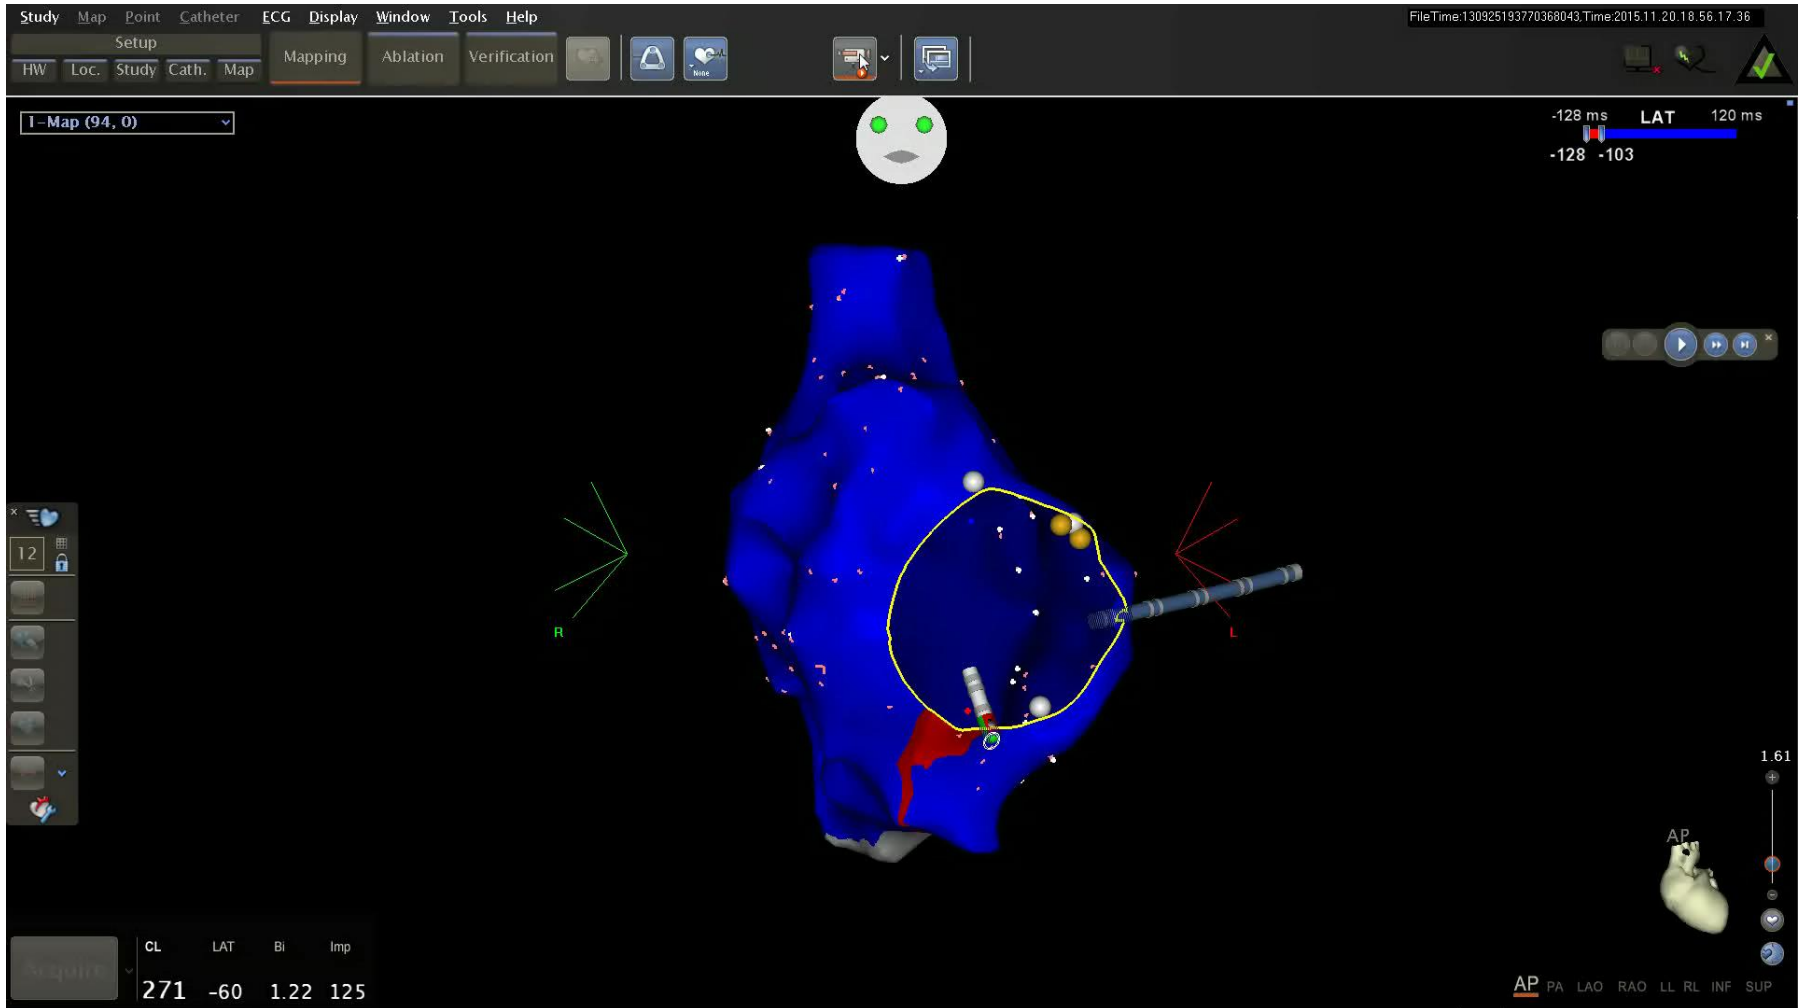 Study Map Point Catheter ECG Display Window Tools Help
FileTime:130925193770368043,Time:2015.11.20.18.56.17.36
Setup
HW Loc. Study Cath. Map
Mapping Ablation Verification
None
1-Map (94, 0)
-128 ms LAT 120 ms
-128 -103
12
R
L
1.61
AP
Acquire
CL LAT Bi Imp
271 -60 1.22 125
AP PA LAO RAO LL RL INF SUP